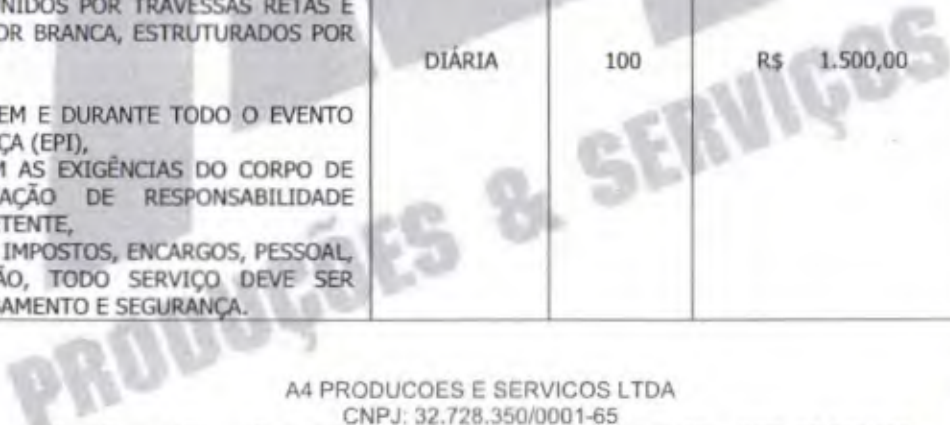 NIDOS POR TRAVESSAS RETAS E
OR BRANCA, ESTRUTURADOS POR
DIÁRIA 100 R$ 1.500,00
EM E DURANTE TODO O EVENTO
ÇA (EPI),
M AS EXIGÊNCIAS DO CORPO DE
AÇÃO DE RESPONSABILIDADE
TENTE,
IMPOSTOS, ENCARGOS, PESSOAL,
ÃO, TODO SERVIÇO DEVE SER
AMENTO E SEGURANÇA.
PRODUÇÕES & SERVIÇOS
A4 PRODUCOES E SERVICOS LTDA
CNPJ: 32.728.350/0001-65